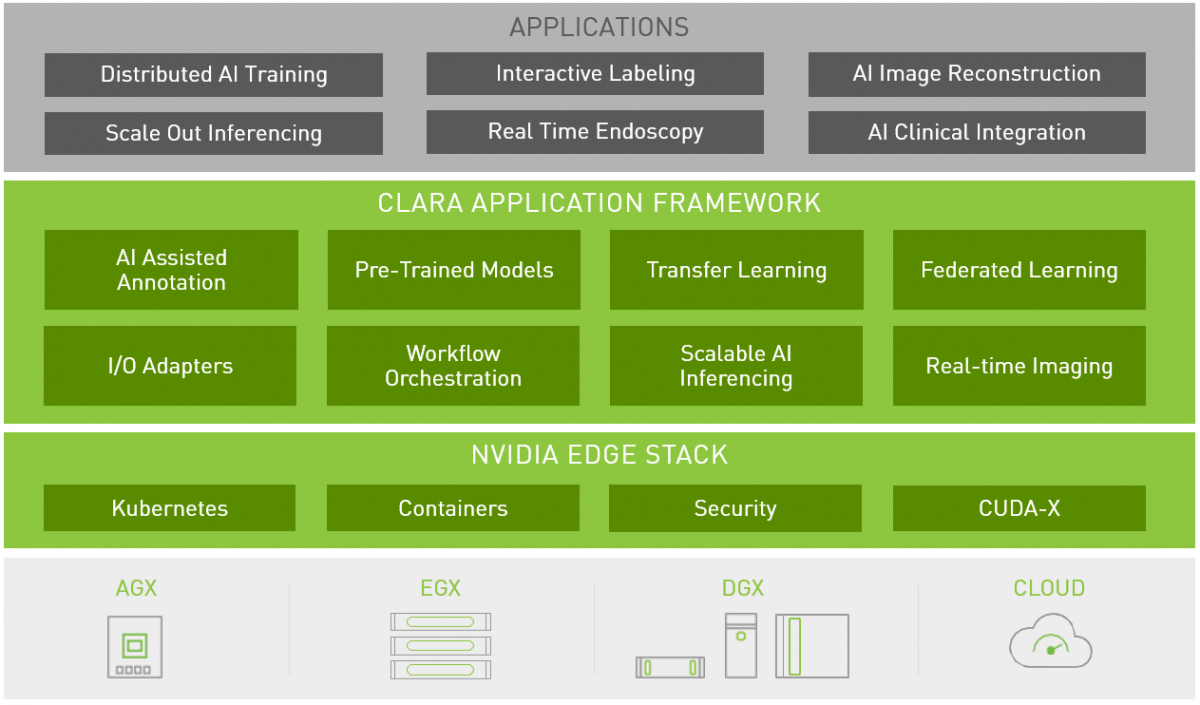 APPLICATIONS
Distributed AI Training
Interactive Labeling
AI Image Reconstruction
Scale Out Inferencing
Real Time Endoscopy
AI Clinical Integration
CLARA APPLICATION FRAMEWORK
AI Assisted
Annotation
Pre-Trained Models
Transfer Learning
Federated Learning
I/O Adapters
Workflow
Orchestration
Scalable AI
Inferencing
Real-time Imaging
NVIDIA EDGE STACK
Kubernetes
Containers
Security
CUDA-X
AGX
EGX
DGX
CLOUD